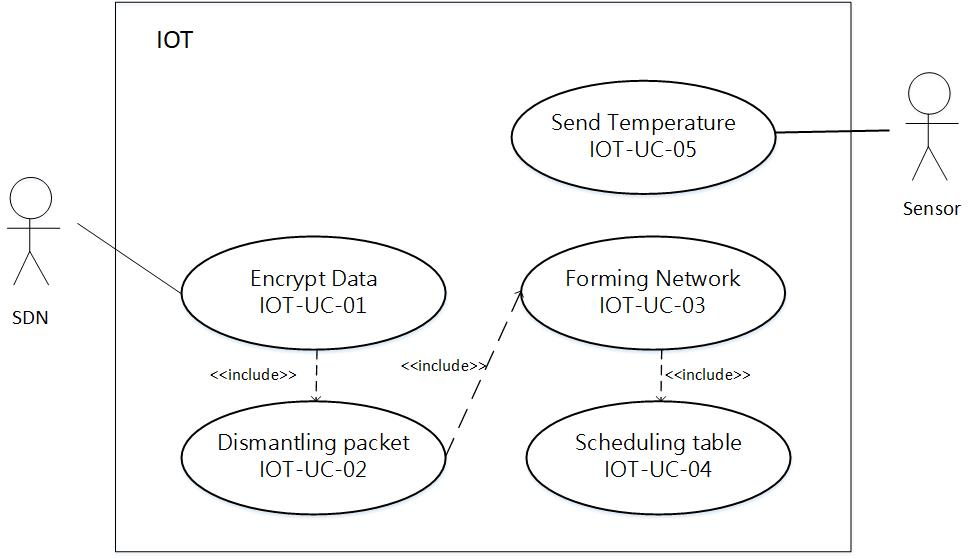 IOT
Send Temperature
IOT-UC-05
Sensor
SDN
Encrypt Data
IOT-UC-01
Forming Network
IOT-UC-03
<<include>>
<<include>>
<<include>>
Dismantling packet
IOT-UC-02
Scheduling table
IOT-UC-04